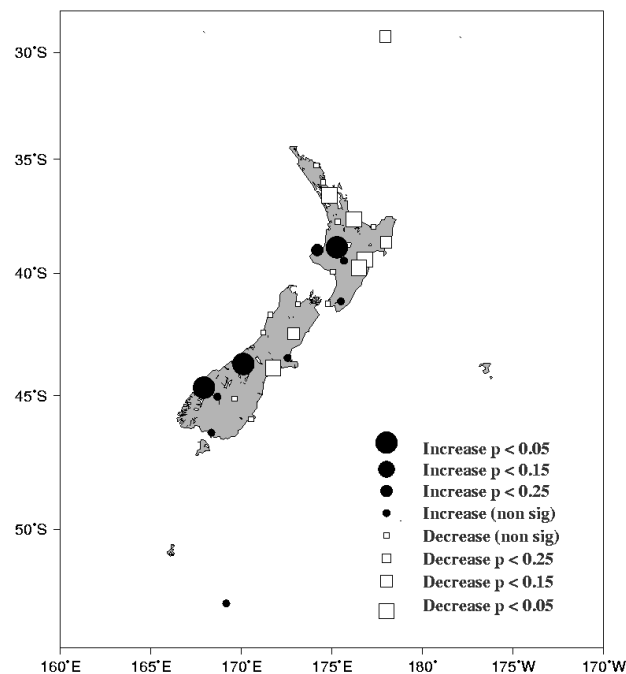 30°S
35°S
40°S
45°S
50°S
Increase p < 0.05
Increase p < 0.15
Increase p < 0.25
Increase (non sig)
Decrease (non sig)
Decrease p < 0.25
Decrease p < 0.15
Decrease p < 0.05
160°E 165°E 170°E 175°E 180° 175°W 170°W